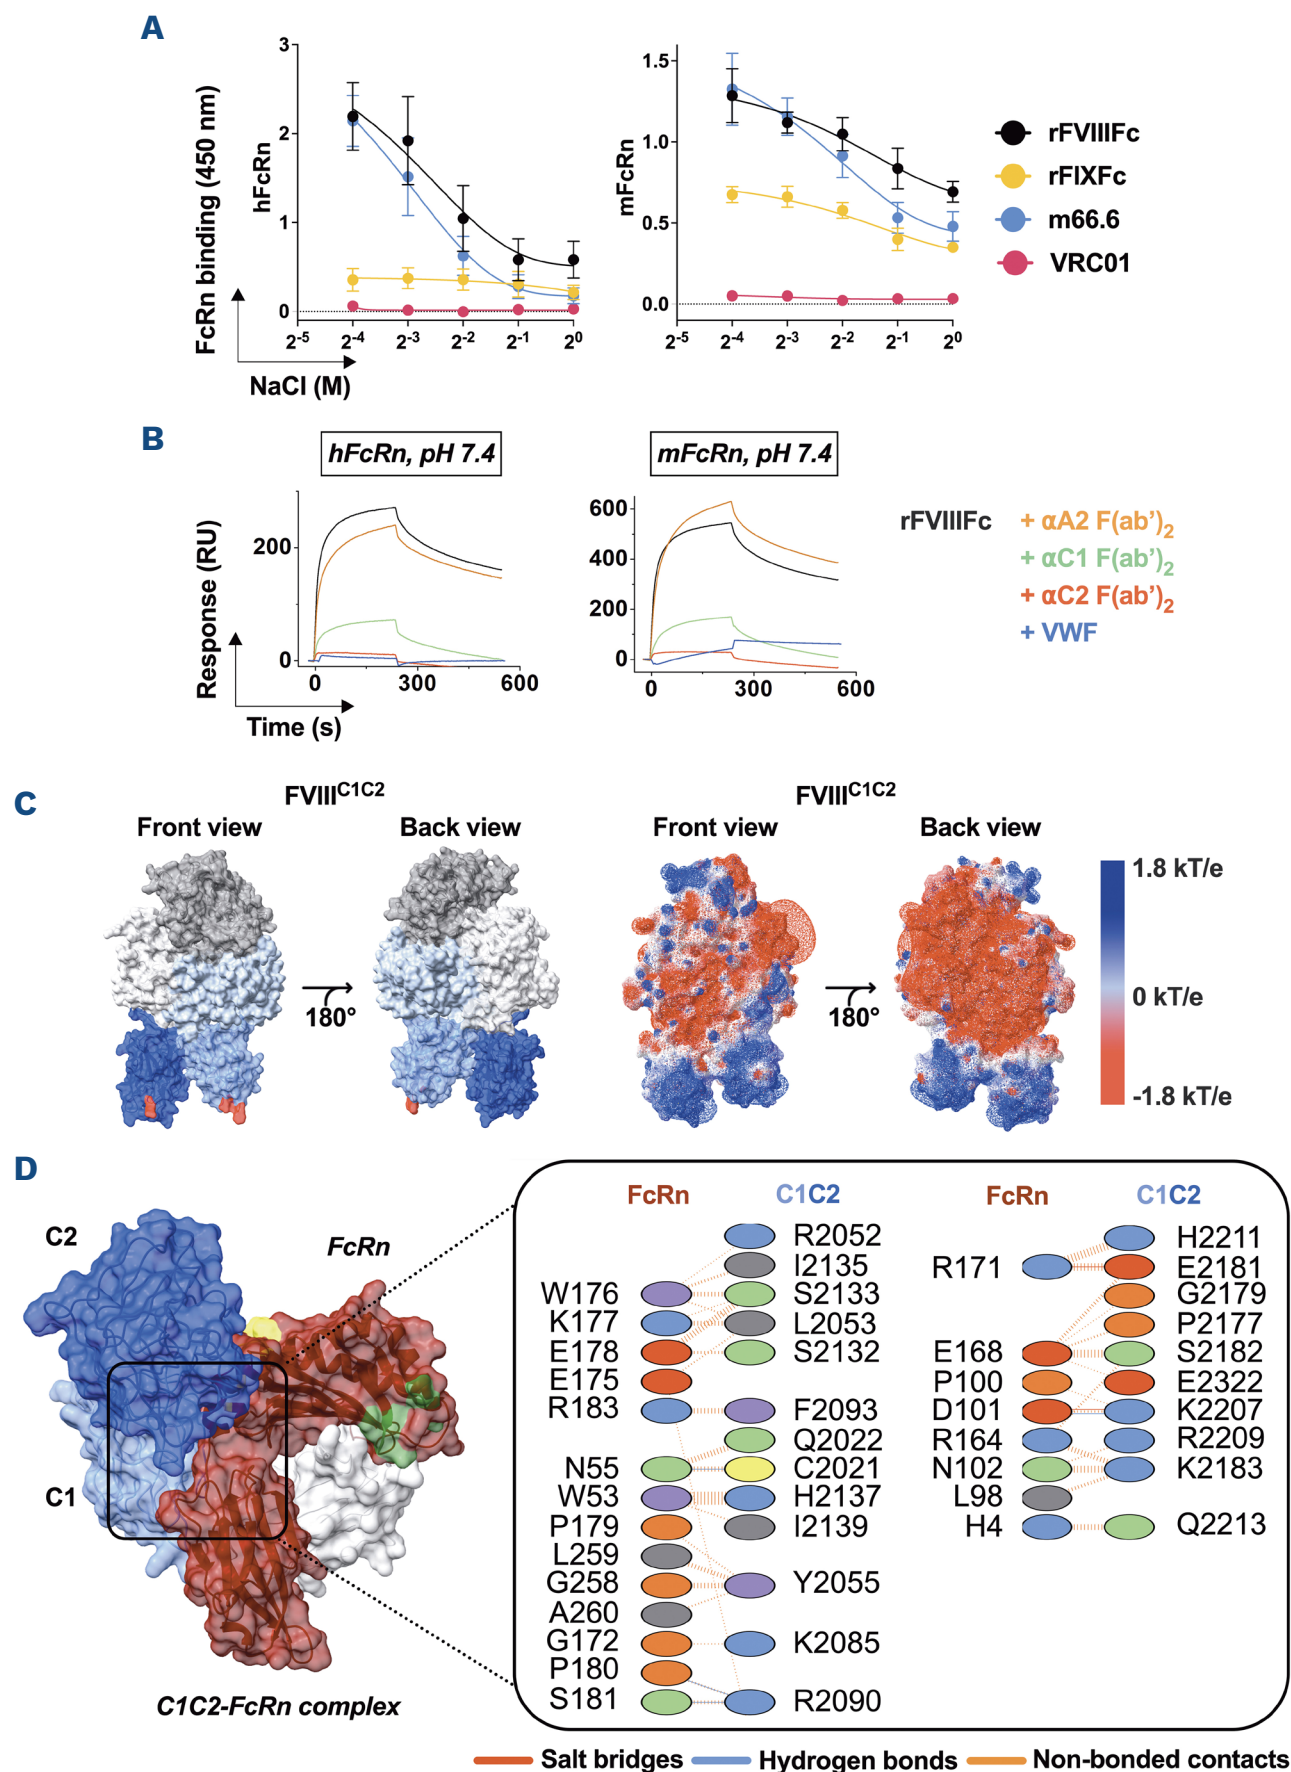 A
FcRn binding (450 nm)
hFcRn
3
2
1
0
2-5
2-4
2-3
2-2
2-1
20
NaCl (M)
mFcRn
1.5
1.0
0.5
0.0
2-5
2-4
2-3
2-2
2-1
20
rFVIIIFc
rFIXFc
m66.6
VRC01
B
hFcRn, pH 7.4
mFcRn, pH 7.4
Response (RU)
200
0
0
300
600
Time (s)
600
400
200
0
0
300
600
rFVIIIFc
+ αA2 F(ab’)2
+ αC1 F(ab’)2
+ αC2 F(ab’)2
+ VWF
C
FVIIIC1C2
Front view
Back view
180°
FVIIIC1C2
Front view
Back view
180°
1.8 kT/e
0 kT/e
-1.8 kT/e
D
C2
C1
FcRn
C1C2-FcRn complex
FcRn
C1C2
W176
K177
E178
E175
R183
N55
W53
P179
L259
G258
A260
G172
P180
S181
R2052
I2135
S2133
L2053
S2132
F2093
Q2022
C2021
H2137
I2139
Y2055
K2085
R2090
FcRn
C1C2
R171
E168
P100
D101
R164
N102
L98
H4
H2211
E2181
G2179
P2177
S2182
E2322
K2207
R2209
K2183
Q2213
Salt bridges
Hydrogen bonds
Non-bonded contacts